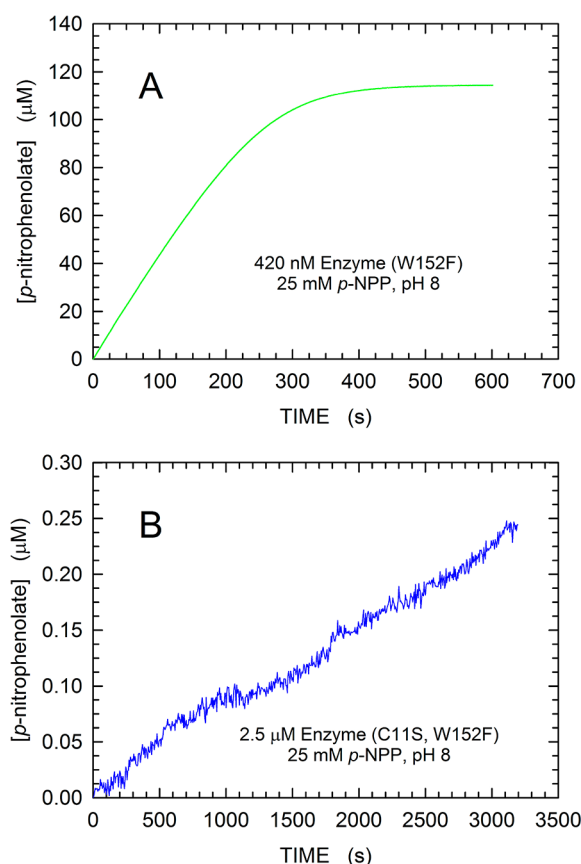 140
120
100
80
60
40
20
0
[p-nitrophenolate] (μM)
A
420 nM Enzyme (W152F)
25 mM p-NPP, pH 8
0 100 200 300 400 500 600 700
TIME (s)
0.30
0.25
0.20
0.15
0.10
0.05
0.00
[p-nitrophenolate] (μM)
B
2.5 μM Enzyme (C11S, W152F)
25 mM p-NPP, pH 8
0 500 1000 1500 2000 2500 3000 3500
TIME (s)